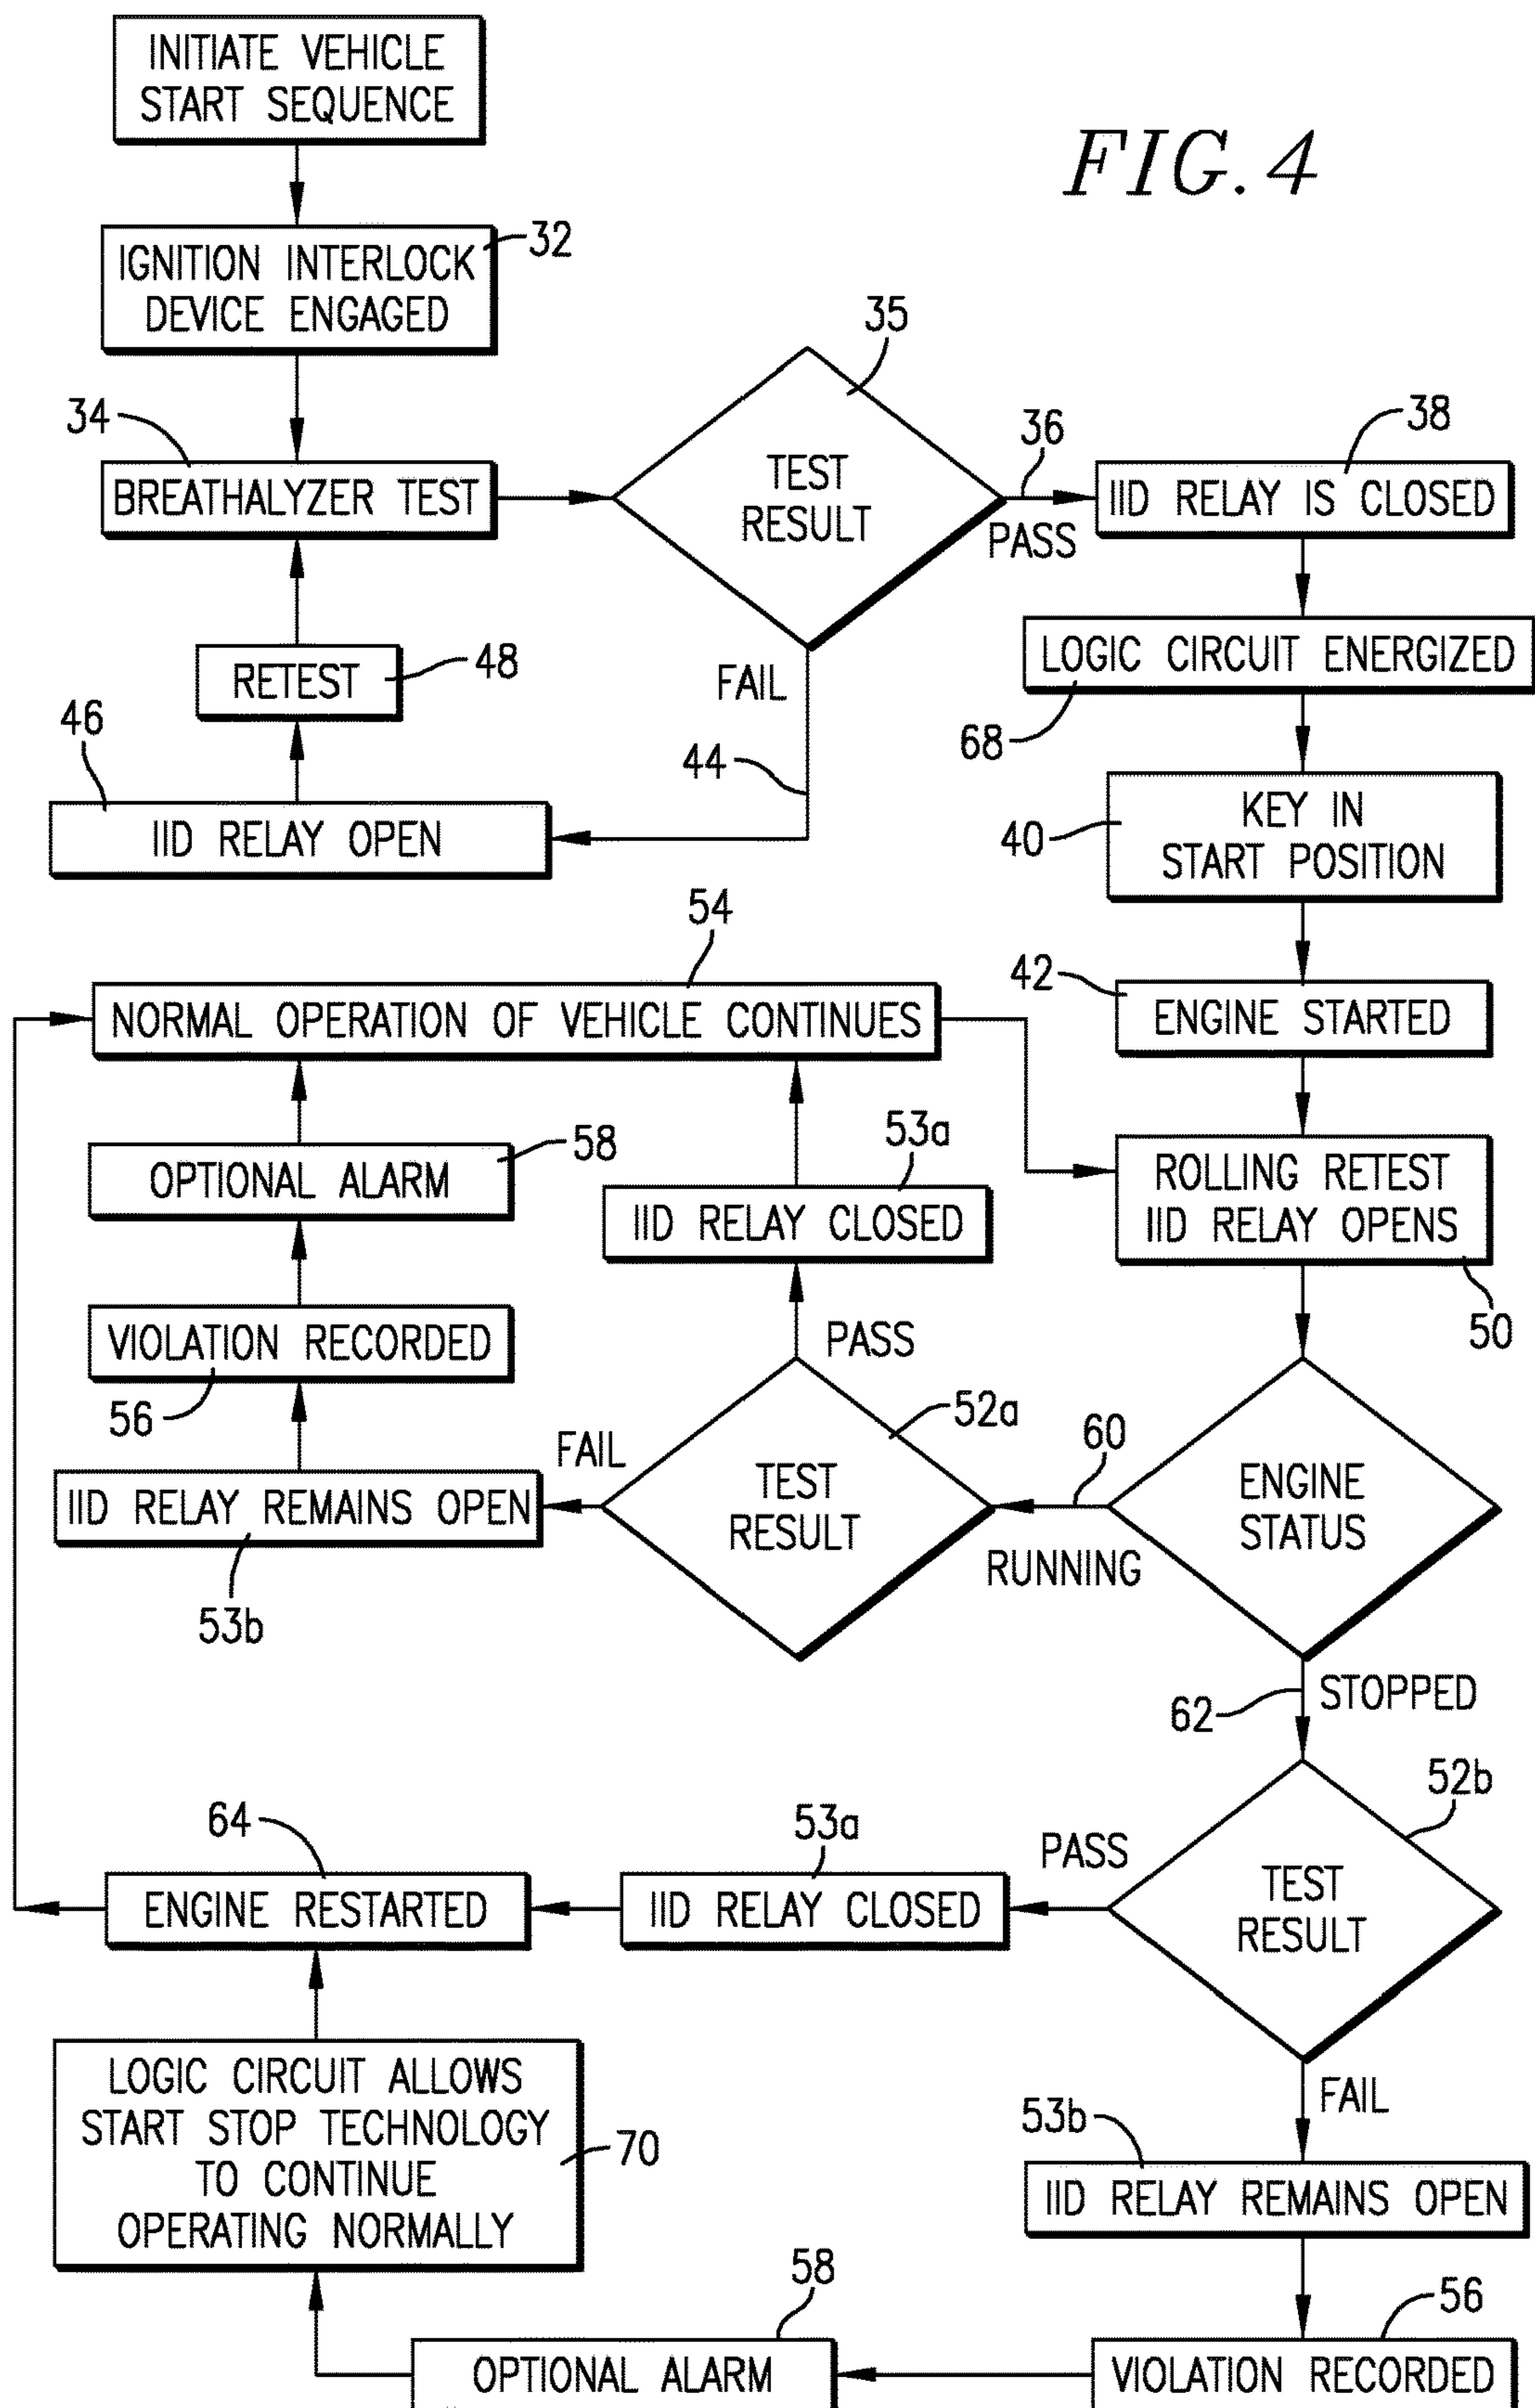 INITIATE VEHICLE
START SEQUENCE
FIG. 4
IGNITION INTERLOCK
DEVICE ENGAGED
32
35
34
BREATHALYZER TEST
TEST
RESULT
36
PASS
38
IID RELAY IS CLOSED
FAIL
44
RETEST
48
46
IID RELAY OPEN
LOGIC CIRCUIT ENERGIZED
68
KEY IN
START POSITION
40
42
ENGINE STARTED
54
NORMAL OPERATION OF VEHICLE CONTINUES
OPTIONAL ALARM
58
53a
IID RELAY CLOSED
ROLLING RETEST
IID RELAY OPENS
50
VIOLATION RECORDED
56
PASS
52a
FAIL
TEST
RESULT
60
RUNNING
ENGINE
STATUS
IID RELAY REMAINS OPEN
53b
62
STOPPED
52b
64
ENGINE RESTARTED
53a
IID RELAY CLOSED
PASS
TEST
RESULT
FAIL
LOGIC CIRCUIT ALLOWS
START STOP TECHNOLOGY
TO CONTINUE
OPERATING NORMALLY
70
53b
IID RELAY REMAINS OPEN
58
OPTIONAL ALARM
56
VIOLATION RECORDED